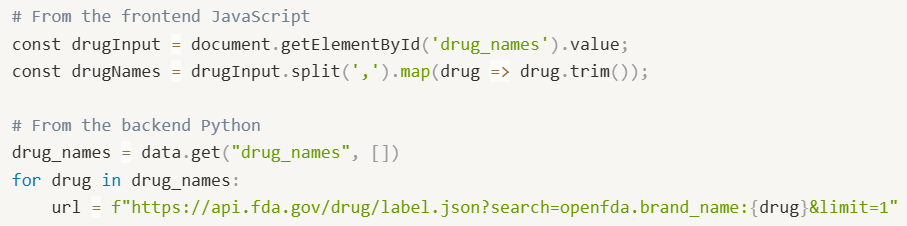 # From the frontend JavaScript
const drugInput = document.getElementById('drug_names').value;
const drugNames = drugInput.split(',').map(drug => drug.trim());

# From the backend Python
drug_names = data.get("drug_names", [])
for drug in drug_names:
    url = f"https://api.fda.gov/drug/label.json?search=openfda.brand_name:{drug}&limit=1"